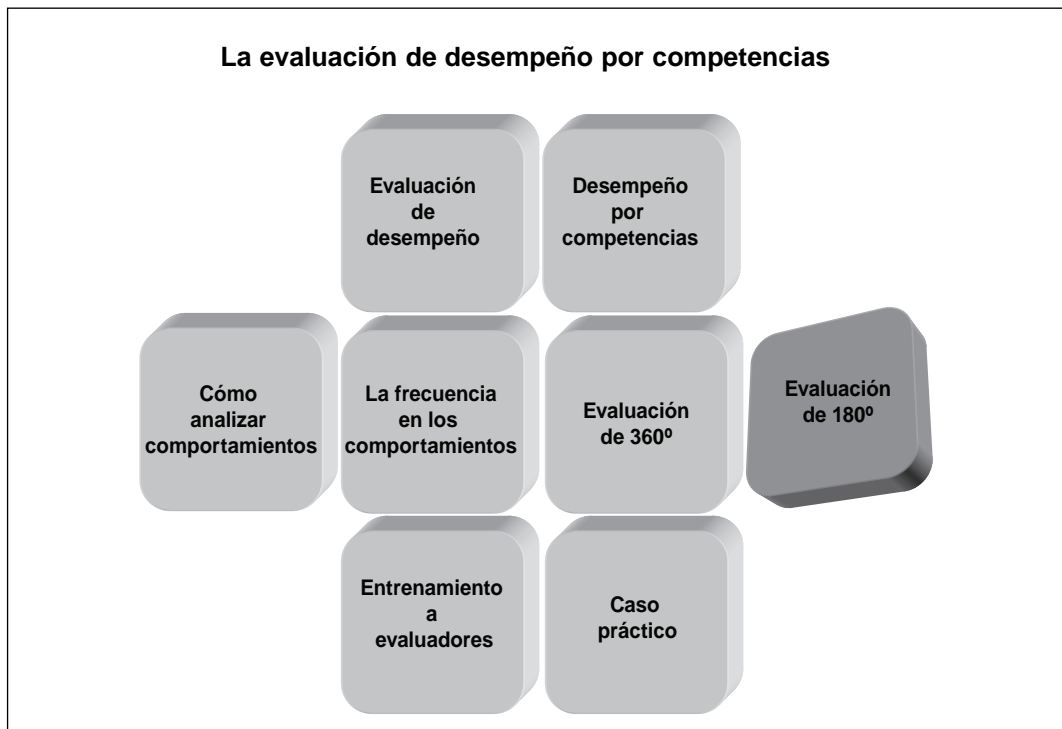 La evaluación de desempeño por competencias
Evaluación
de
desempeño
Desempeño
por
competencias
Cómo
analizar
comportamientos
La frecuencia
en los
comportamientos
Evaluación
de 360º
Evaluación
de 180º
Entrenamiento
a
evaluadores
Caso
práctico